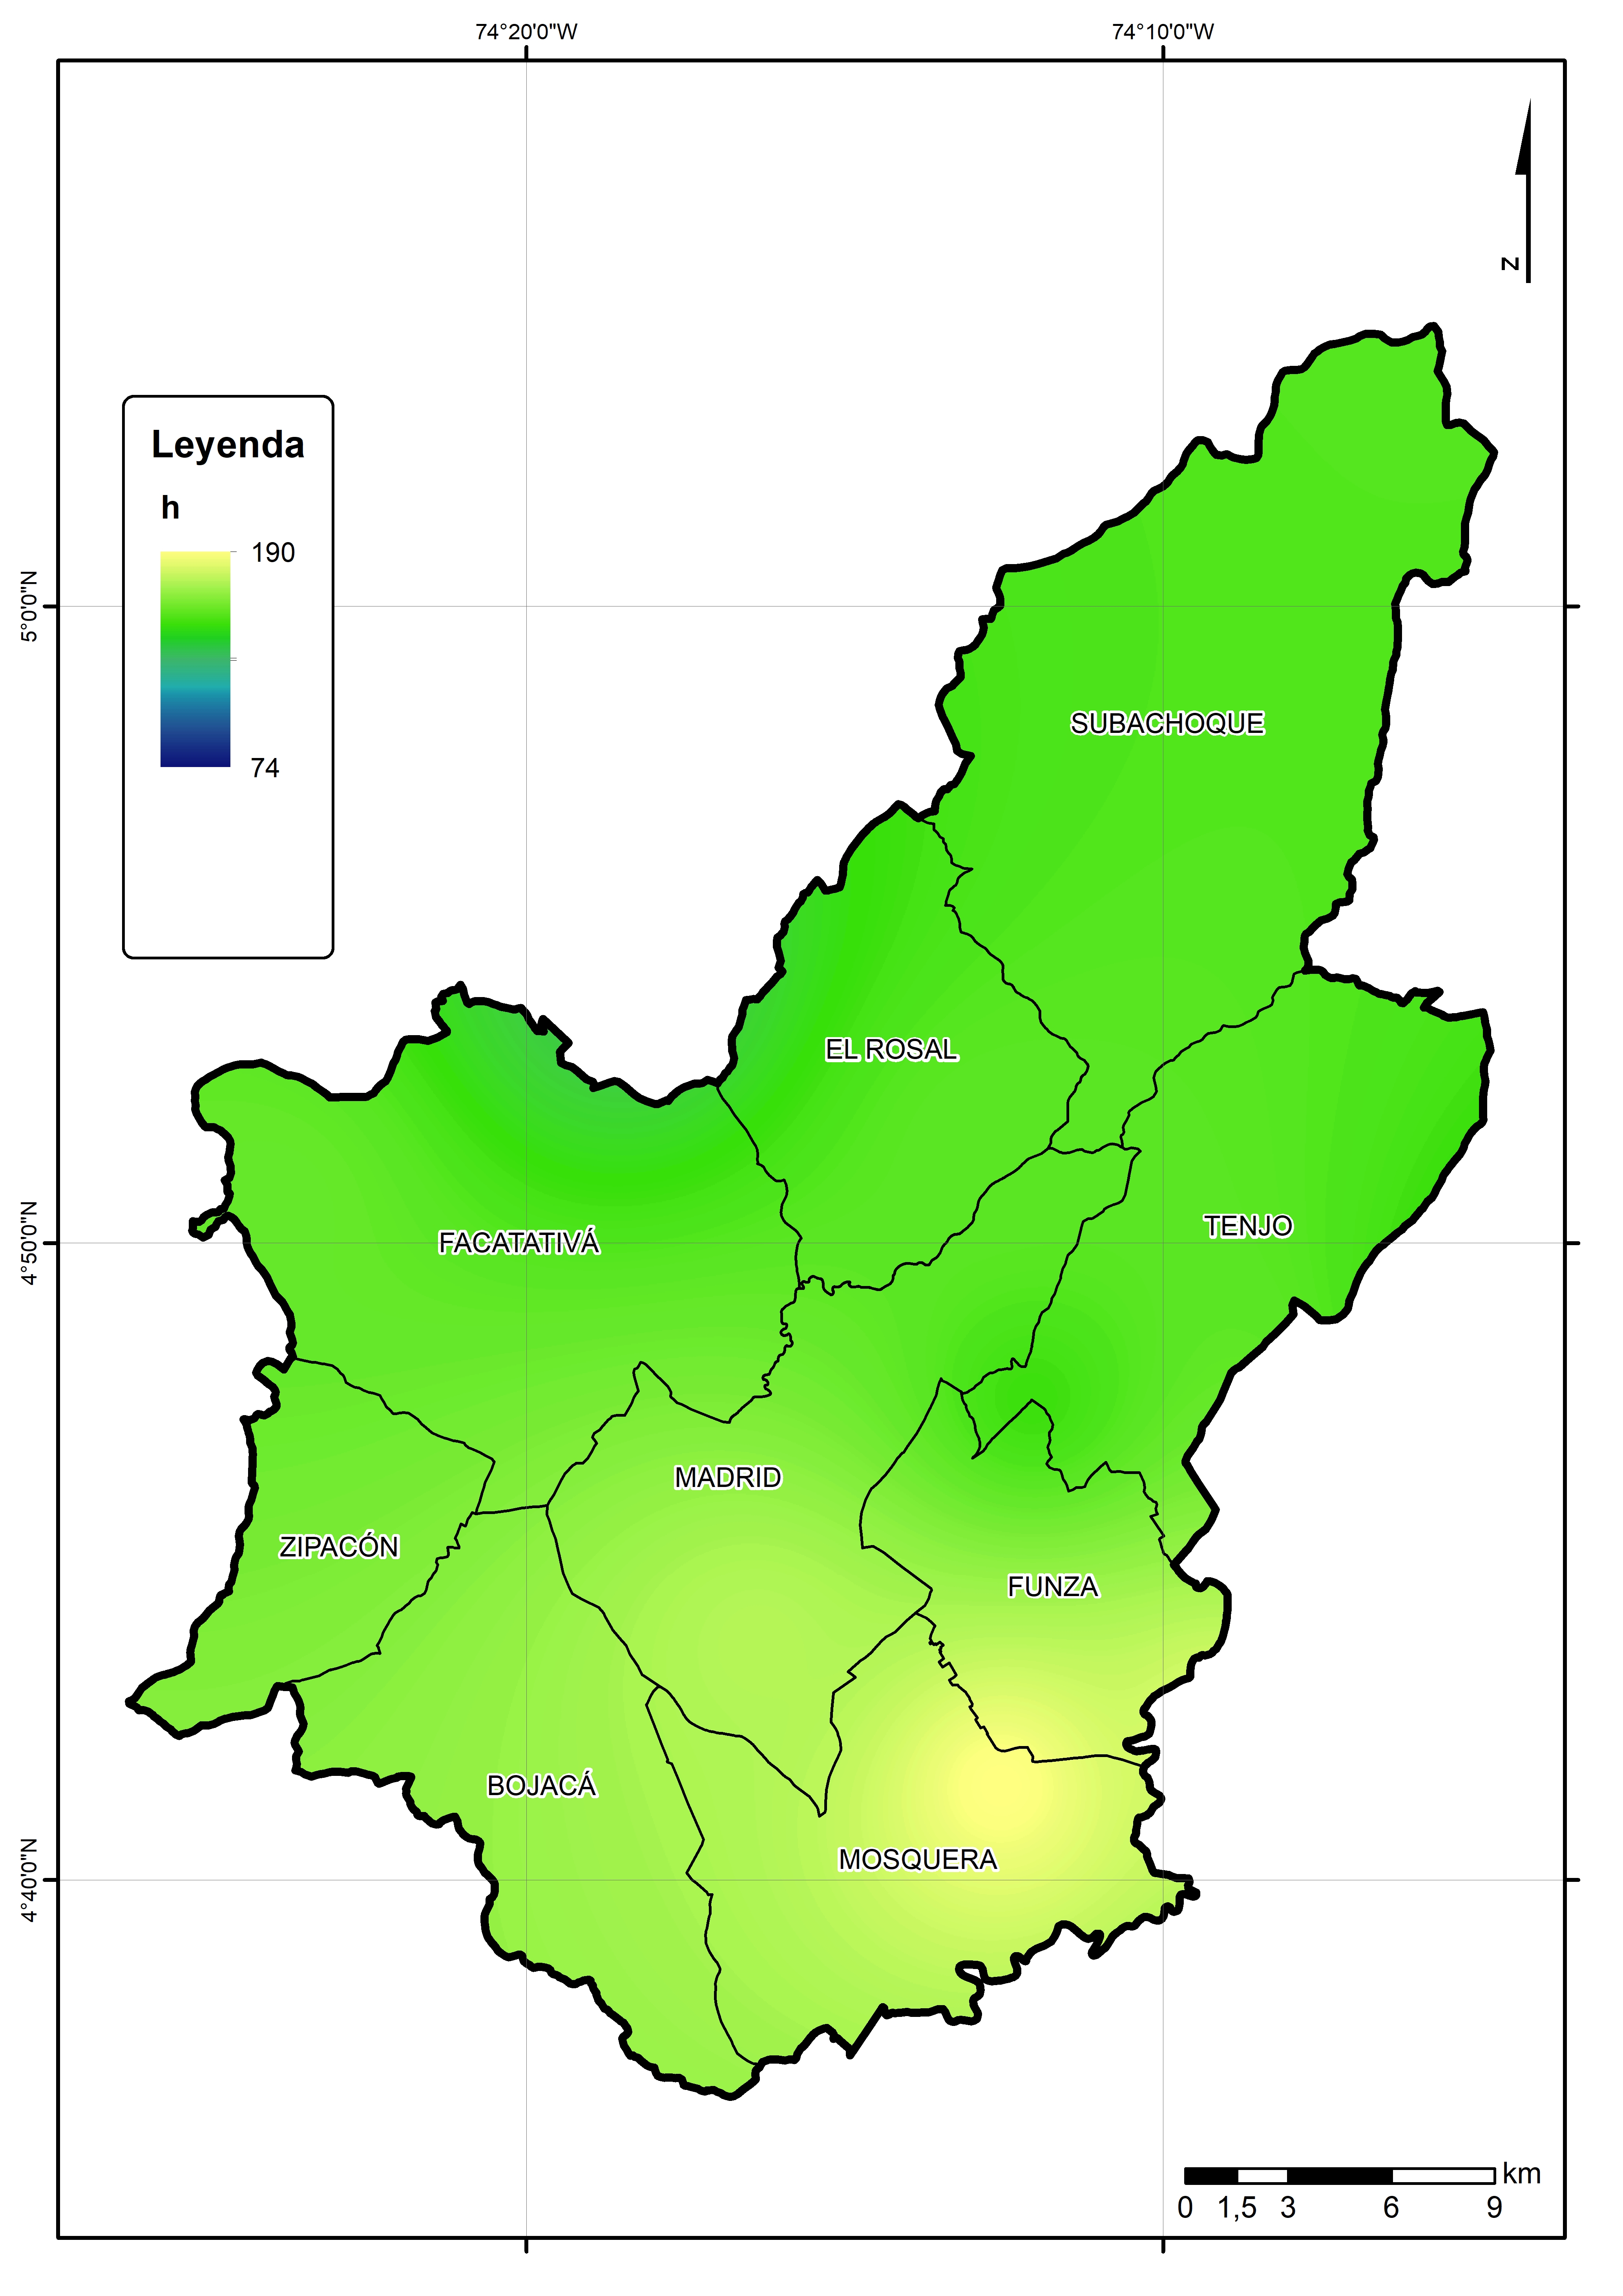 74°20'0"W
74°10'0"W
N
Leyenda
h
190
74
5°0'0"N
SUBACHOQUE
EL ROSAL
TENJO
4°50'0"N
FACATATIVÁ
MADRID
ZIPACÓN
FUNZA
BOJACÁ
MOSQUERA
4°40'0"N
km
0 1,5 3 6 9